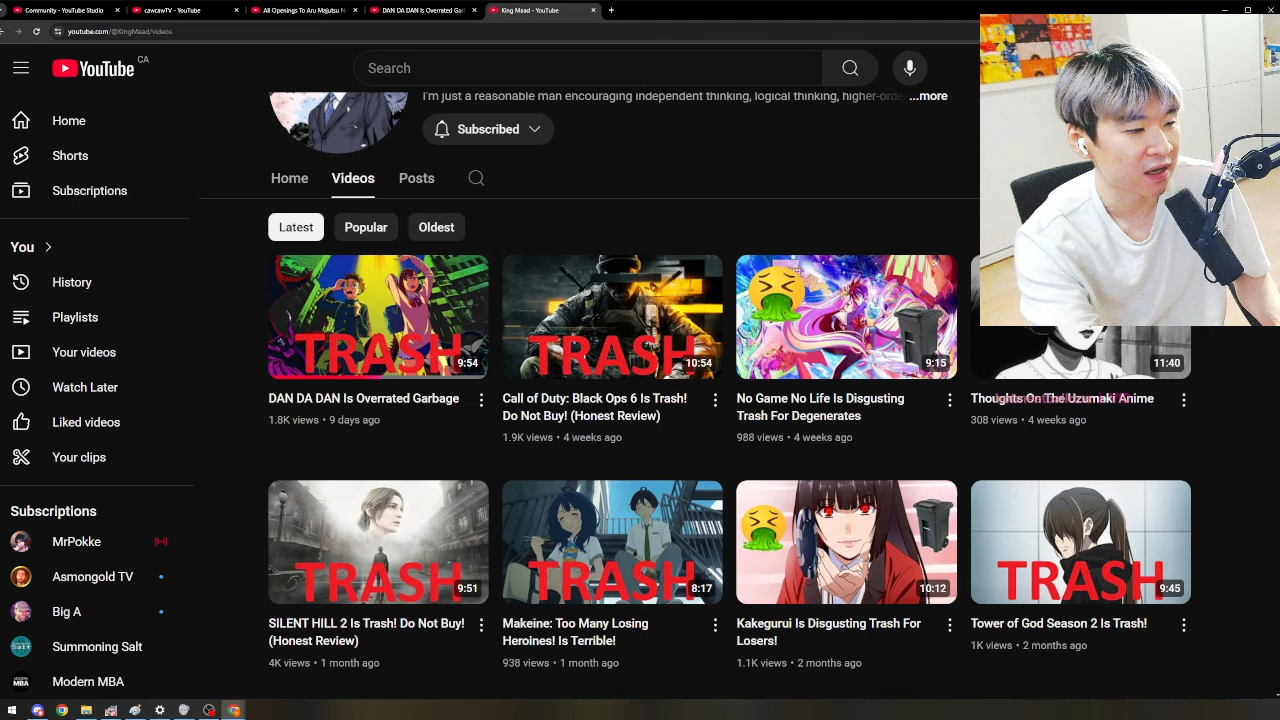 Community - YouTube Studio
cawcawTV - YouTube
All Openings To Aru Majutsu N
DAN DA DAN Is Overrated Garb
King Maad - YouTube
youtube.com/@KingMaad/videos
YouTube CA
Search
I'm just a reasonable man encouraging independent thinking, logical thinking, higher-orde ...more
Subscribed
Home
Videos
Posts
Latest
Popular
Oldest
Home
Shorts
Subscriptions
You
History
Playlists
Your videos
Watch Later
Liked videos
Your clips
Subscriptions
MrPokke
Asmongold TV
Big A
Summoning Salt
Modern MBA
TRASH
9:54
TRASH
10:54
9:15
11:40
DAN DA DAN Is Overrated Garbage
1.8K views • 9 days ago
Call of Duty: Black Ops 6 Is Trash!
Do Not Buy! (Honest Review)
1.9K views • 4 weeks ago
No Game No Life Is Disgusting
Trash For Degenerates
988 views • 4 weeks ago
Thoughts On The Uzumaki Anime
308 views • 4 weeks ago
TRASH
9:51
TRASH
8:17
10:12
TRASH
9:45
SILENT HILL 2 Is Trash! Do Not Buy!
(Honest Review)
4K views • 1 month ago
Makeine: Too Many Losing
Heroines! Is Terrible!
938 views • 1 month ago
Kakegurui Is Disgusting Trash For
Losers!
1.1K views • 2 months ago
Tower of God Season 2 Is Trash!
1K views • 2 months ago